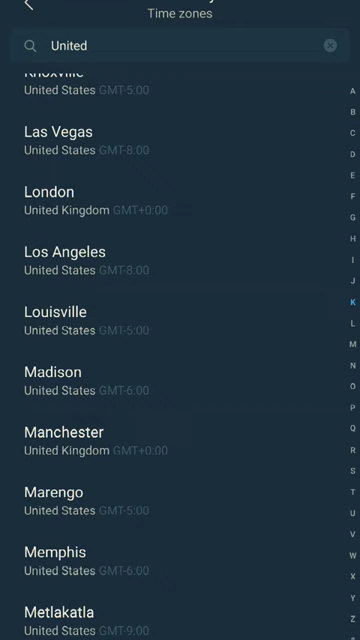 Time zones
United
Knoxville
United States GMT-5:00
Las Vegas
United States GMT-8:00
London
United Kingdom GMT+0:00
Los Angeles
United States GMT-8:00
Louisville
United States GMT-5:00
Madison
United States GMT-6:00
Manchester
United Kingdom GMT+0:00
Marengo
United States GMT-5:00
Memphis
United States GMT-6:00
Metlakatla
United States GMT-9:00
A
B
C
D
E
F
G
H
I
J
K
L
M
N
O
P
Q
R
S
T
U
V
W
X
Y
Z